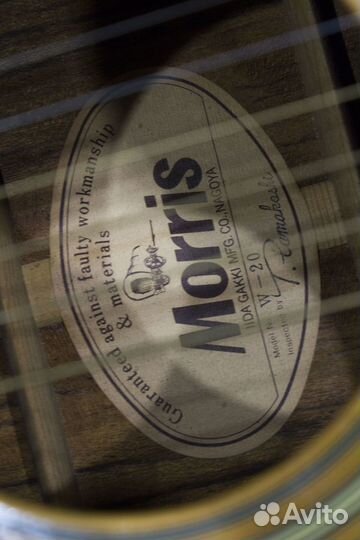 Guaranteed against faulty workmanship
& materials
Morris
IIDA GAKKI MFG. CO., NAGOYA
Model No. W-20
Inspected by
Avito